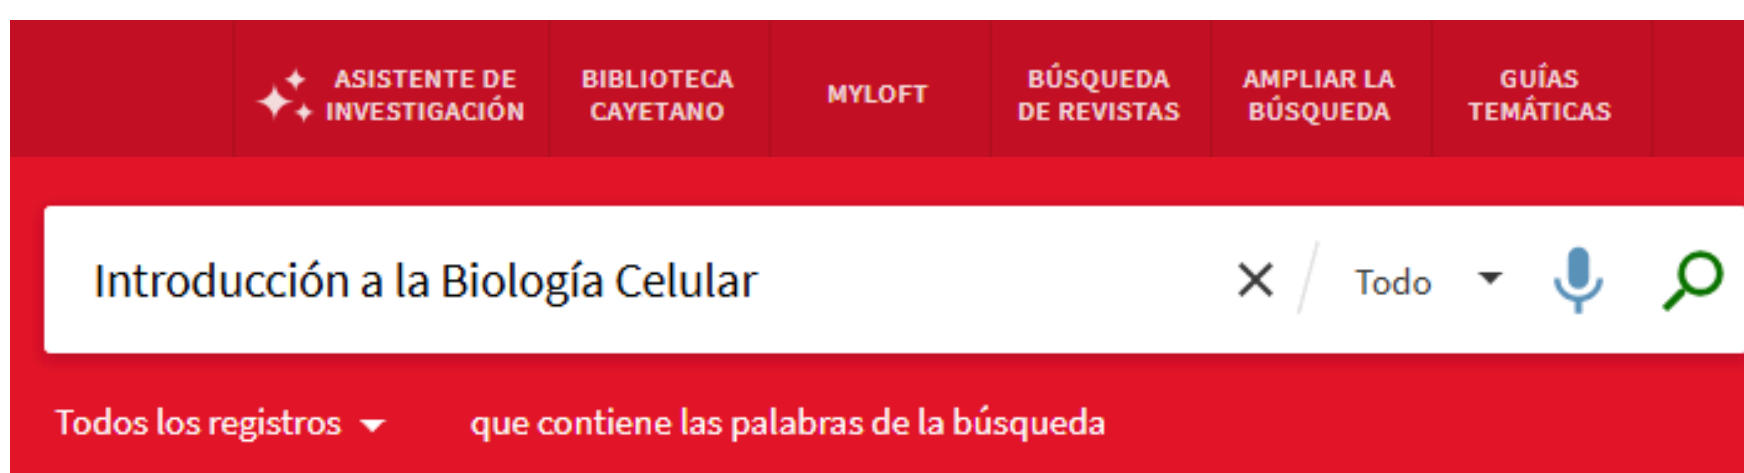 ASISTENTE DE
INVESTIGACIÓN
BIBLIOTECA
CAYETANO
MYLOFT
BÚSQUEDA
DE REVISTAS
AMPLIAR LA
BÚSQUEDA
GUÍAS
TEMÁTICAS
Introducción a la Biología Celular
Todo
Todos los registros
que contiene las palabras de la búsqueda